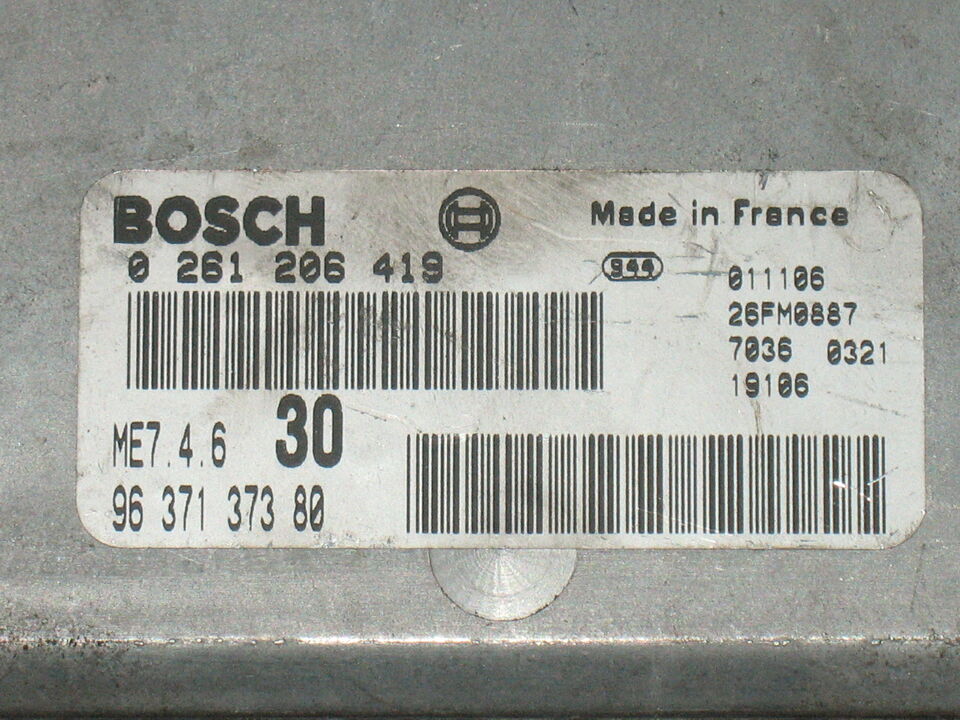 BOSCH
Made in France
0 261 206 419
944
011106
26FM0887
7036 0321
19106
ME7.4.6 30
96 371 373 80